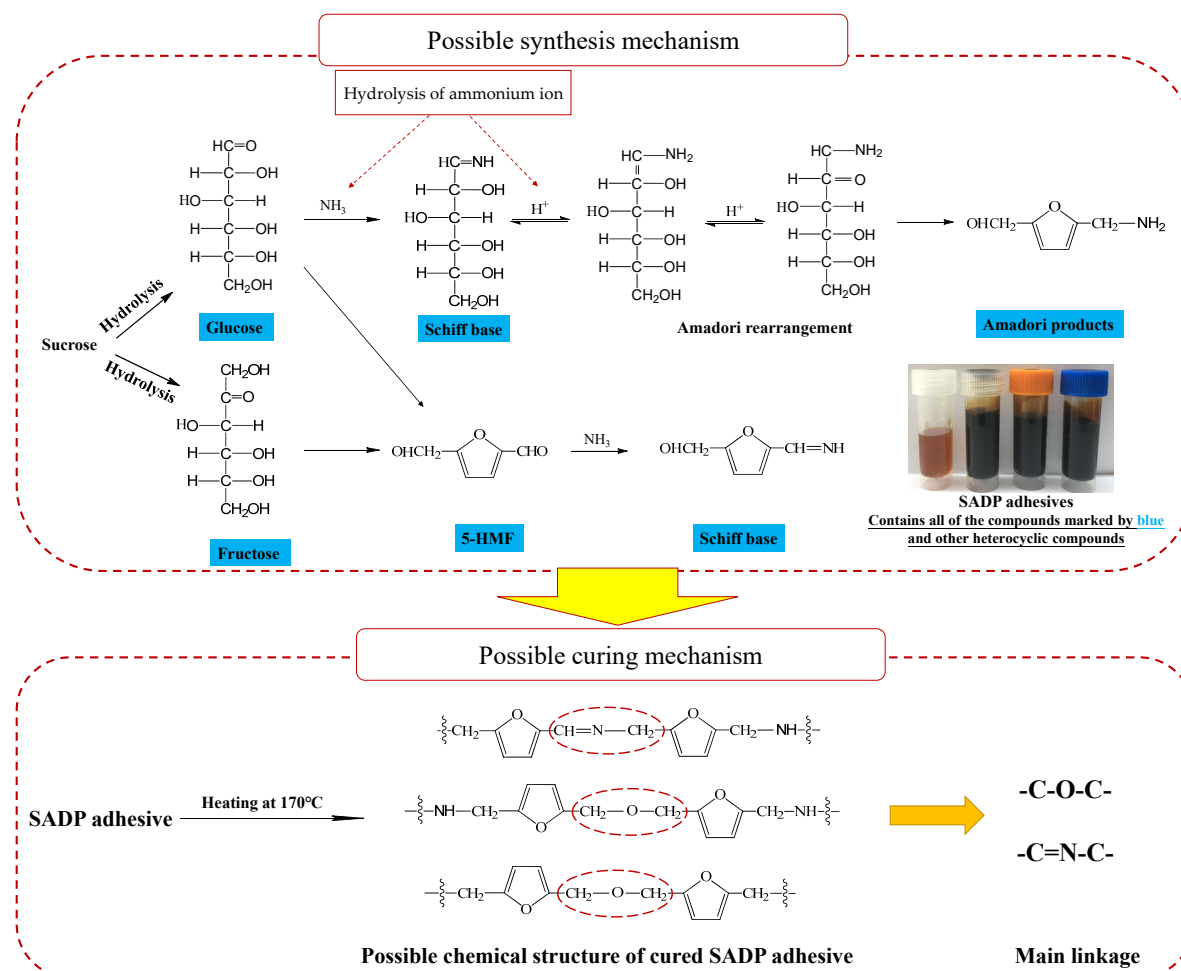 Possible synthesis mechanism
Hydrolysis of ammonium ion
HC=O
H—C—OH
HO—C—H
H—C—OH
H—C—OH
CH₂OH
Glucose
NH₃
HC=NH
H—C—OH
HO—C—H
H—C—OH
H—C—OH
CH₂OH
Schiff base
H⁺
HC—NH₂
C—OH
HO—C—H
H—C—OH
H—C—OH
CH₂OH
H⁺
HC—NH₂
H—C=O
HO—C—H
H—C—OH
H—C—OH
CH₂OH
Amadori rearrangement
OHCH₂C O CH₂—NH₂
Amadori products
Sucrose
Hydrolysis
Hydrolysis
CH₂OH
C=O
HO—C—H
H—C—OH
H—C—OH
CH₂OH
Fructose
OHCH₂C O CHO
5-HMF
NH₃
OHCH₂C O CH=NH
Schiff base
SADP adhesives
Contains all of the compounds marked by blue
and other heterocyclic compounds
Possible curing mechanism
SADP adhesive
Heating at 170℃
—CH₂ O CH=N—CH₂ O CH₂—NH—
—NH—CH₂ O CH₂—O—CH₂ O CH₂—NH—
—CH₂ O CH₂—O—CH₂ O CH₂—
-C-O-C-
-C=N-C-
Possible chemical structure of cured SADP adhesive
Main linkage